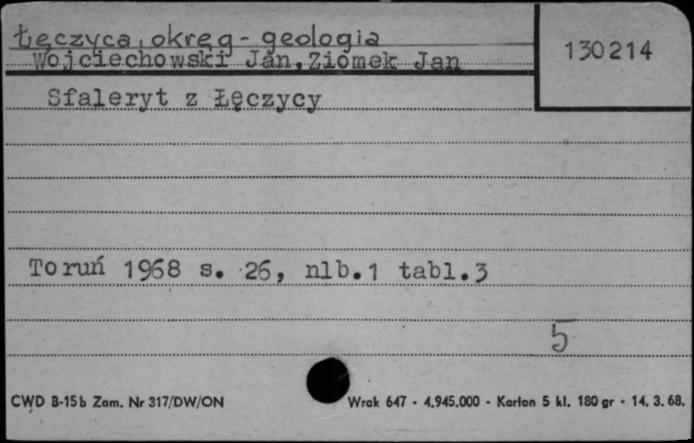 Łęczyca, okręg - geologia
Wojciechowski Jan, Ziomek Jan
130214
Sfaleryt z Łęczycy
Toruń 1968 s. 26, nlb.1 tabl.3
5
CWD B-15b Zam. Nr 317/DW/ON
Wrak 647 - 4.945.000 - Karton 5 kl. 180 gr - 14. 3. 68.